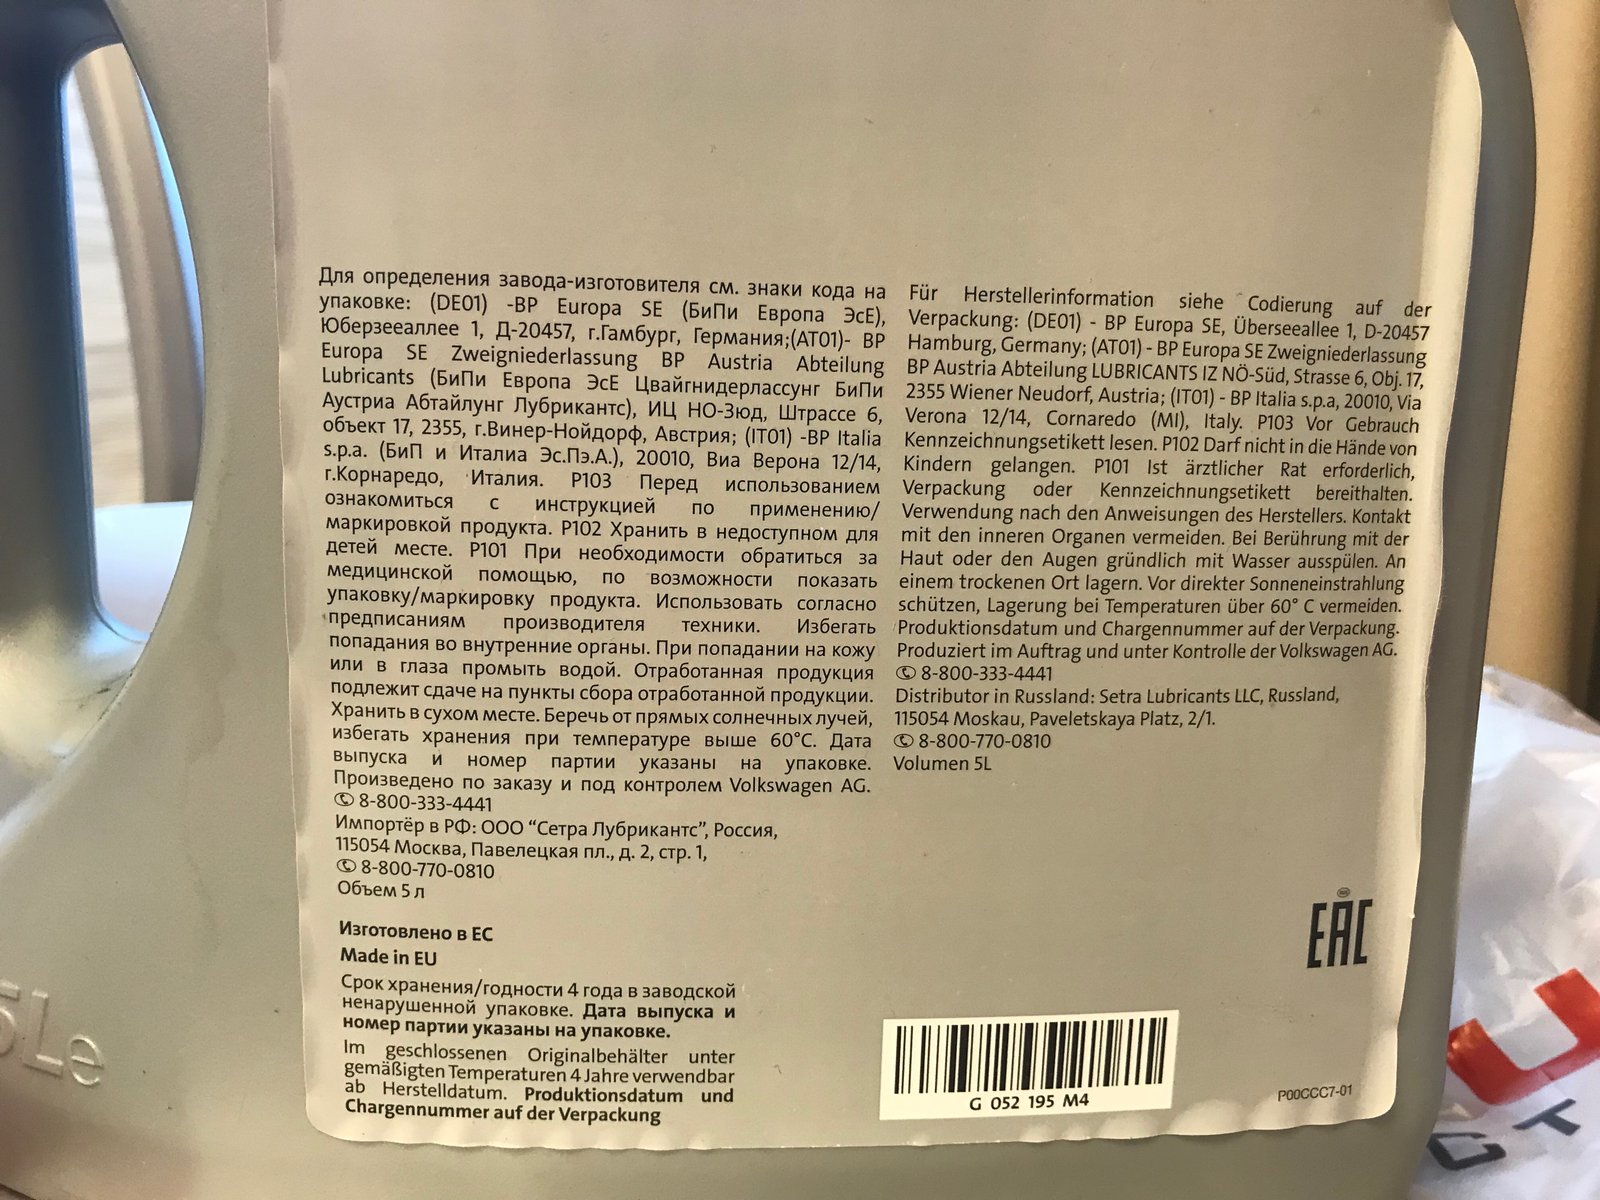 Для определения завода-изготовителя см. знаки кода на
упаковке: (DE01) -BP Europa SE (БиПи Европа ЭсЕ),
Юберзееаллее 1, Д-20457, г.Гамбург, Германия;(AT01)- BP
Europa SE Zweigniederlassung BP Austria Abteilung
Lubricants (БиПи Европа ЭсЕ Цвайгнидерлассунг БиПи
Аустриа Абтайлунг Лубрикантс), ИЦ НО-Зюд, Штрассе 6,
объект 17, 2355, г.Винер-Нойдорф, Австрия; (IT01) -BP Italia
s.p.a. (БиП и Италиа Эс.Пэ.А.), 20010, Виа Верона 12/14,
г.Корнаредо, Италия. P103 Перед использованием
ознакомиться с инструкцией по применению/
маркировкой продукта. P102 Хранить в недоступном для
детей месте. P101 При необходимости обратиться за
медицинской помощью, по возможности показать
упаковку/маркировку продукта. Использовать согласно
предписаниям производителя техники. Избегать
попадания во внутренние органы. При попадании на кожу
или в глаза промыть водой. Отработанная продукция
подлежит сдаче на пункты сбора отработанной продукции.
Хранить в сухом месте. Беречь от прямых солнечных лучей,
избегать хранения при температуре выше 60°С. Дата
выпуска и номер партии указаны на упаковке.
Произведено по заказу и под контролем Volkswagen AG.
✆ 8-800-333-4441
Импортёр в РФ: ООО “Сетра Лубрикантс”, Россия,
115054 Москва, Павелецкая пл., д. 2, стр. 1,
✆ 8-800-770-0810
Объем 5 л
Изготовлено в ЕС
Made in EU
Срок хранения/годности 4 года в заводской
ненарушенной упаковке. Дата выпуска и
номер партии указаны на упаковке.
Im geschlossenen Originalbehälter unter
gemäßigten Temperaturen 4 Jahre verwendbar
ab Herstelldatum. Produktionsdatum und
Chargennummer auf der Verpackung
Für Herstellerinformation siehe Codierung auf der
Verpackung: (DE01) - BP Europa SE, Überseeallee 1, D-20457
Hamburg, Germany; (AT01) - BP Europa SE Zweigniederlassung
BP Austria Abteilung LUBRICANTS IZ NÖ-Süd, Strasse 6, Obj. 17,
2355 Wiener Neudorf, Austria; (IT01) - BP Italia s.p.a, 20010, Via
Verona 12/14, Cornaredo (MI), Italy. P103 Vor Gebrauch
Kennzeichnungsetikett lesen. P102 Darf nicht in die Hände von
Kindern gelangen. P101 Ist ärztlicher Rat erforderlich,
Verpackung oder Kennzeichnungsetikett bereithalten.
Verwendung nach den Anweisungen des Herstellers. Kontakt
mit den inneren Organen vermeiden. Bei Berührung mit der
Haut oder den Augen gründlich mit Wasser ausspülen. An
einem trockenen Ort lagern. Vor direkter Sonneneinstrahlung
schützen, Lagerung bei Temperaturen über 60° C vermeiden.
Produktionsdatum und Chargennummer auf der Verpackung.
Produziert im Auftrag und unter Kontrolle der Volkswagen AG.
✆ 8-800-333-4441
Distributor in Russland: Setra Lubricants LLC, Russland,
115054 Moskau, Paveletskaya Platz, 2/1.
✆ 8-800-770-0810
Volumen 5L
EAC
G 052 195 M4
P00CCC7-01
5Le